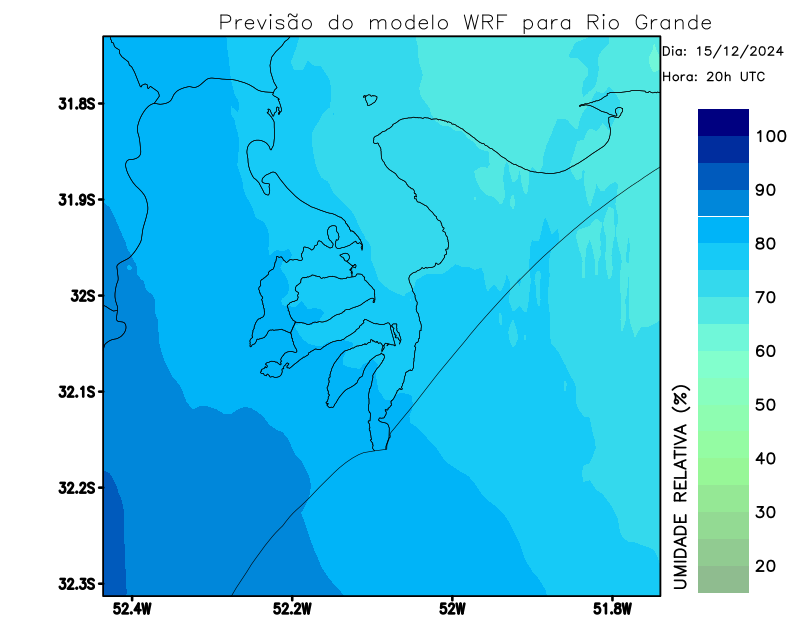 Previsão do modelo WRF para Rio Grande
Dia: 15/12/2024
Hora: 20h UTC
31.8S
31.9S
32S
32.1S
32.2S
32.3S
52.4W
52.2W
52W
51.8W
100
90
80
70
60
50
40
30
20
UMIDADE RELATIVA (%)